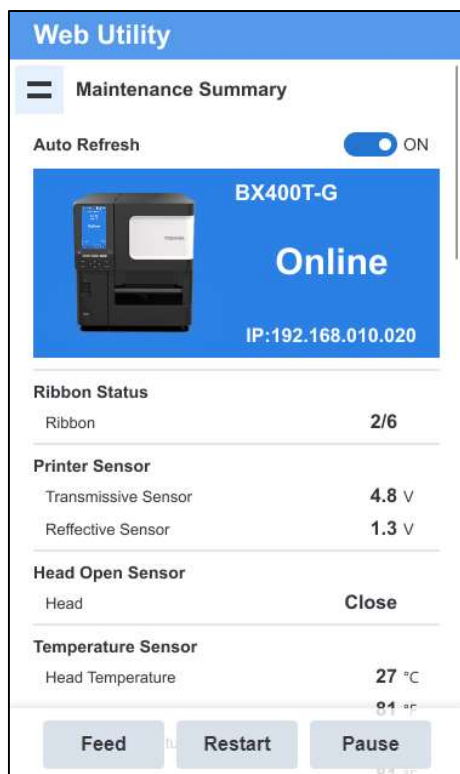 Web Utility
Maintenance Summary
Auto Refresh ON
BX400T-G
Online
IP:192.168.010.020
Ribbon Status
Ribbon 2/6
Printer Sensor
Transmissive Sensor 4.8 V
Reffective Sensor 1.3 V
Head Open Sensor
Head Close
Temperature Sensor
Head Temperature 27 °C
81 °F
Feed Restart Pause